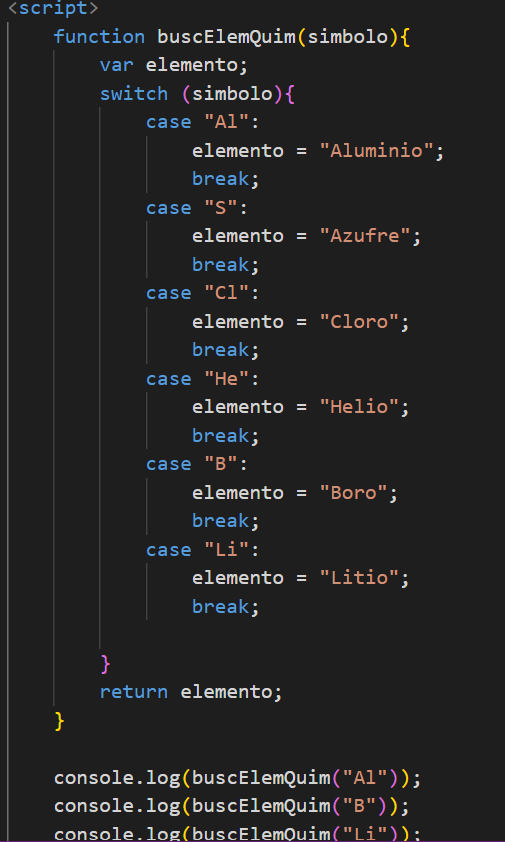 <script>
function buscElemQuim(simbolo){
var elemento;
switch (simbolo){
case "Al":
elemento = "Aluminio";
break;
case "S":
elemento = "Azufre";
break;
case "Cl":
elemento = "Cloro";
break;
case "He":
elemento = "Helio";
break;
case "B":
elemento = "Boro";
break;
case "Li":
elemento = "Litio";
break;
}
return elemento;
}
console.log(buscElemQuim("Al"));
console.log(buscElemQuim("B"));
console.log(buscElemQuim("Li"));